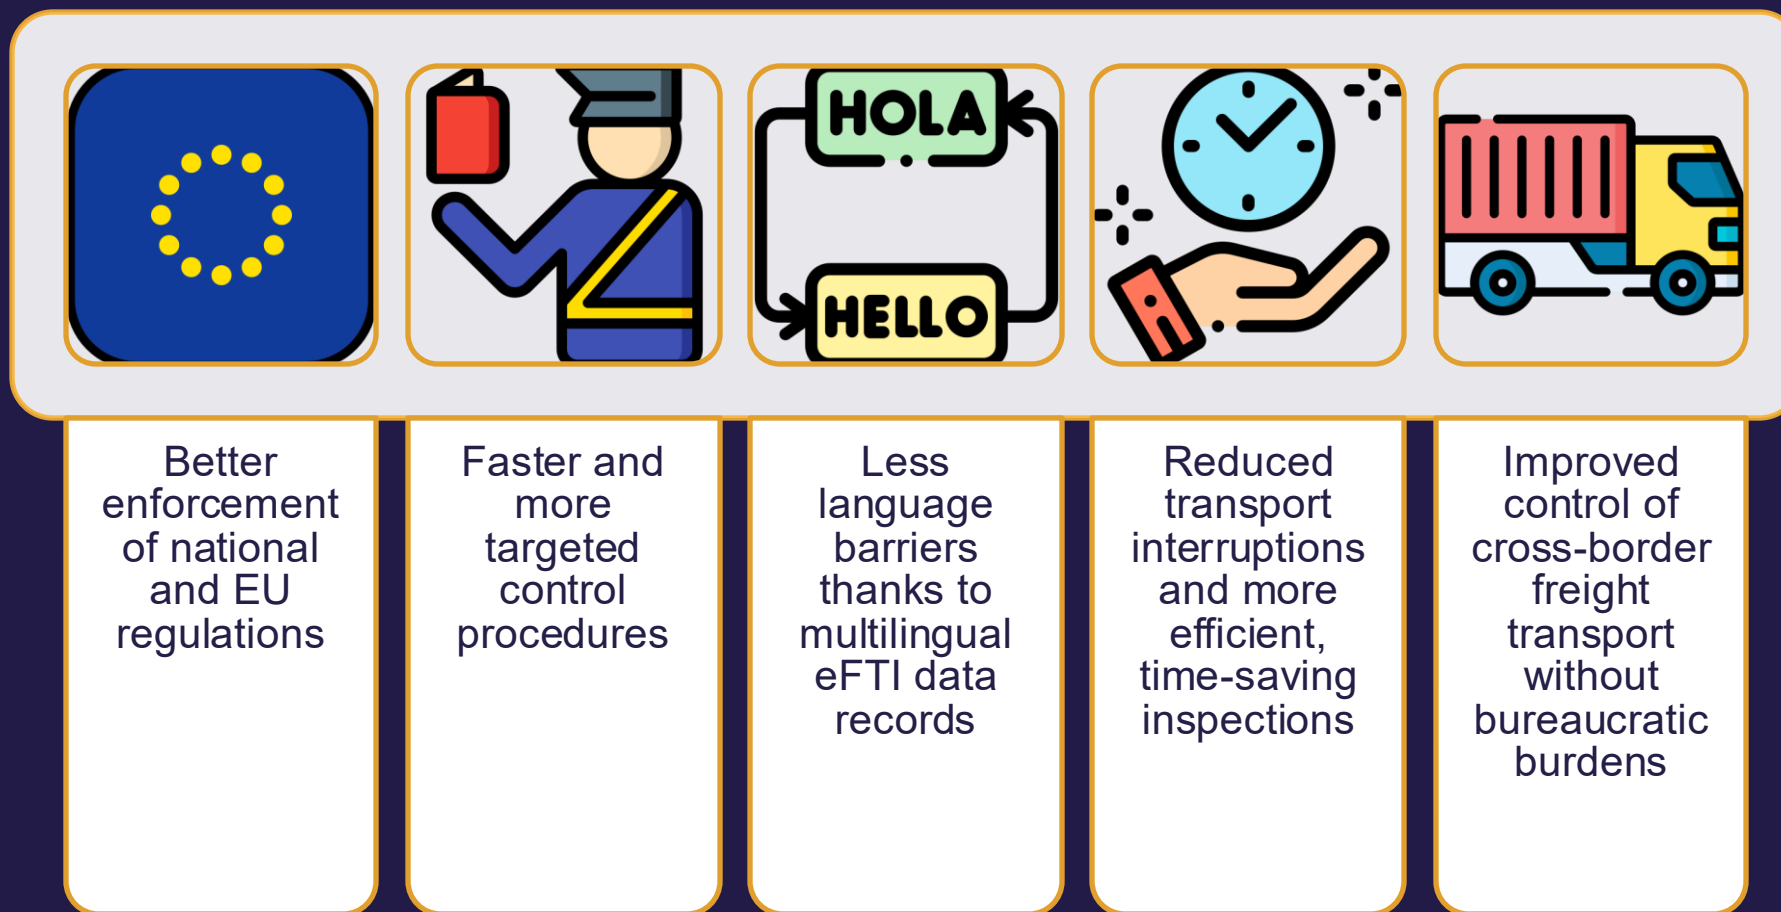 HOLA
HELLO
Better
enforcement
of national
and EU
regulations
Faster and
more
targeted
control
procedures
Less
language
barriers
thanks to
multilingual
eFTI data
records
Reduced
transport
interruptions
and more
efficient,
time-saving
inspections
Improved
control of
cross-border
freight
transport
without
bureaucratic
burdens